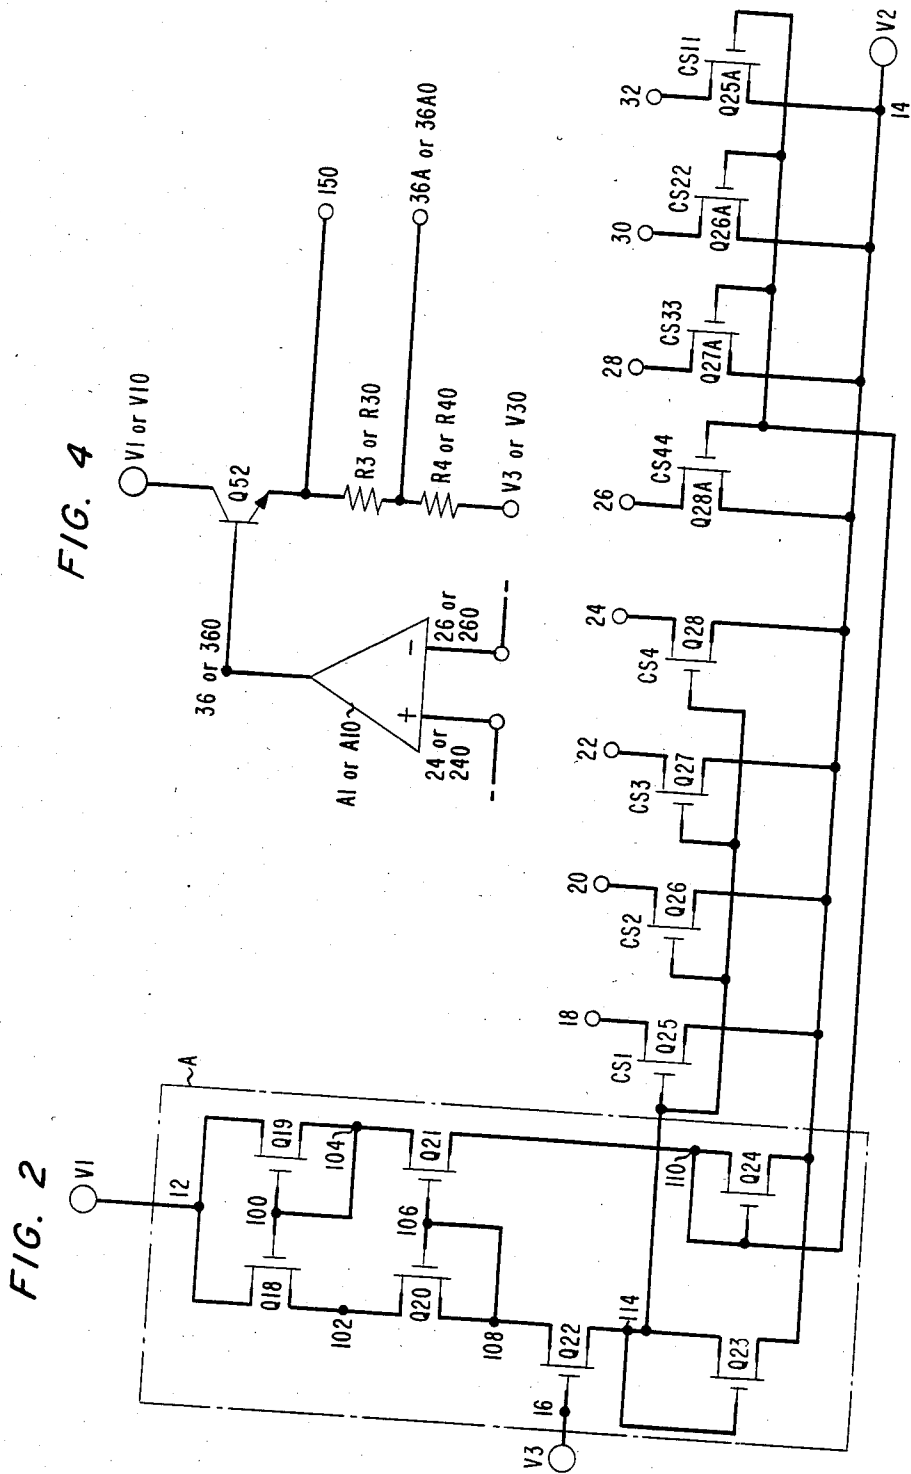 FIG. 4
V1 or V10
Q52
150
R3 or R30
36A or 36A0
R4 or R40
V3 or V30
36 or 360
A1 or A10
+
-
24 or
240
26 or
260
FIG. 2
V1
A
12
Q18
Q19
100
104
102
Q20
Q21
106
108
16
V3
Q22
114
110
Q23
Q24
18
CS1
Q25
20
CS2
Q26
22
CS3
Q27
24
CS4
Q28
26
CS44
Q28A
28
CS33
Q27A
30
CS22
Q26A
32
CS11
Q25A
V2
14